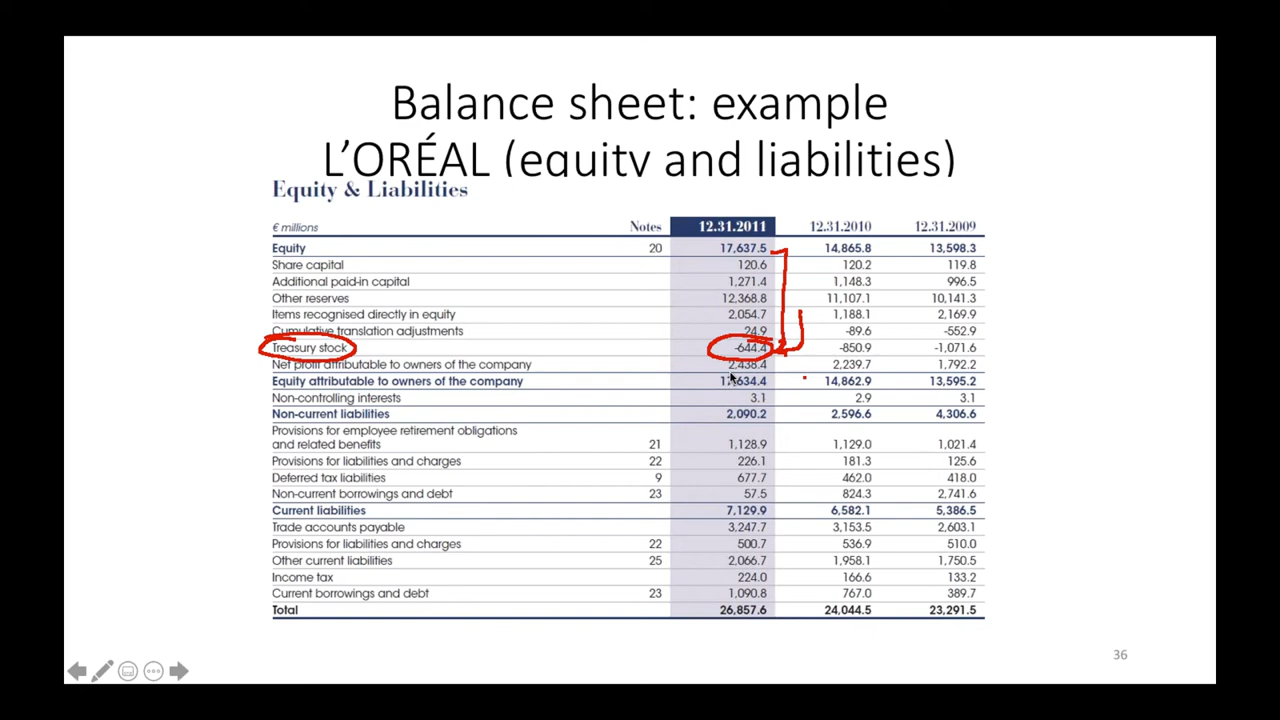 Balance sheet: example
L’ORÉAL (equity and liabilities)
Equity & Liabilities
€ millions Notes 12.31.2011 12.31.2010 12.31.2009
Equity 20 17,637.5 14,865.8 13,598.3
Share capital 120.6 120.2 119.8
Additional paid-in capital 1,271.4 1,148.3 996.5
Other reserves 12,368.8 11,107.1 10,141.3
Items recognised directly in equity 2,054.7 1,188.1 2,169.9
Cumulative translation adjustments 24.9 -89.6 -552.9
Treasury stock -644.4 -850.9 -1,071.6
Net profit attributable to owners of the company 2,438.4 2,239.7 1,792.2
Equity attributable to owners of the company 17,634.4 14,862.9 13,595.2
Non-controlling interests 3.1 2.9 3.1
Non-current liabilities 2,090.2 2,596.6 4,306.6
Provisions for employee retirement obligations
and related benefits 21 1,128.9 1,129.0 1,021.4
Provisions for liabilities and charges 22 226.1 181.3 125.6
Deferred tax liabilities 9 677.7 462.0 418.0
Non-current borrowings and debt 23 57.5 824.3 2,741.6
Current liabilities 7,129.9 6,582.1 5,386.5
Trade accounts payable 3,247.7 3,153.5 2,603.1
Provisions for liabilities and charges 22 500.7 536.9 510.0
Other current liabilities 25 2,066.7 1,958.1 1,750.5
Income tax 224.0 166.6 133.2
Current borrowings and debt 23 1,090.8 767.0 389.7
Total 26,857.6 24,044.5 23,291.5
36